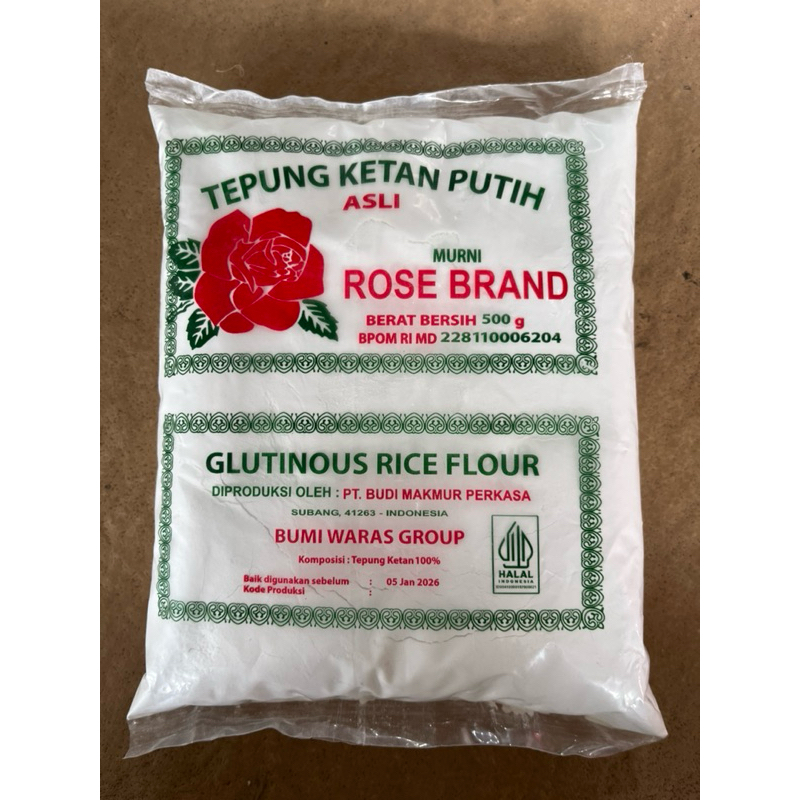 TEPUNG KETAN PUTIH
ASLI
MURNI
ROSE BRAND
BERAT BERSIH 500 g
BPOM RI MD 228110006204
GLUTINOUS RICE FLOUR
DIPRODUKSI OLEH : PT. BUDI MAKMUR PERKASA
SUBANG, 41263 - INDONESIA
BUMI WARAS GROUP
Komposisi : Tepung Ketan 100%
Baik digunakan sebelum : 05 Jan 2026
Kode Produksi :
HALAL
INDONESIA